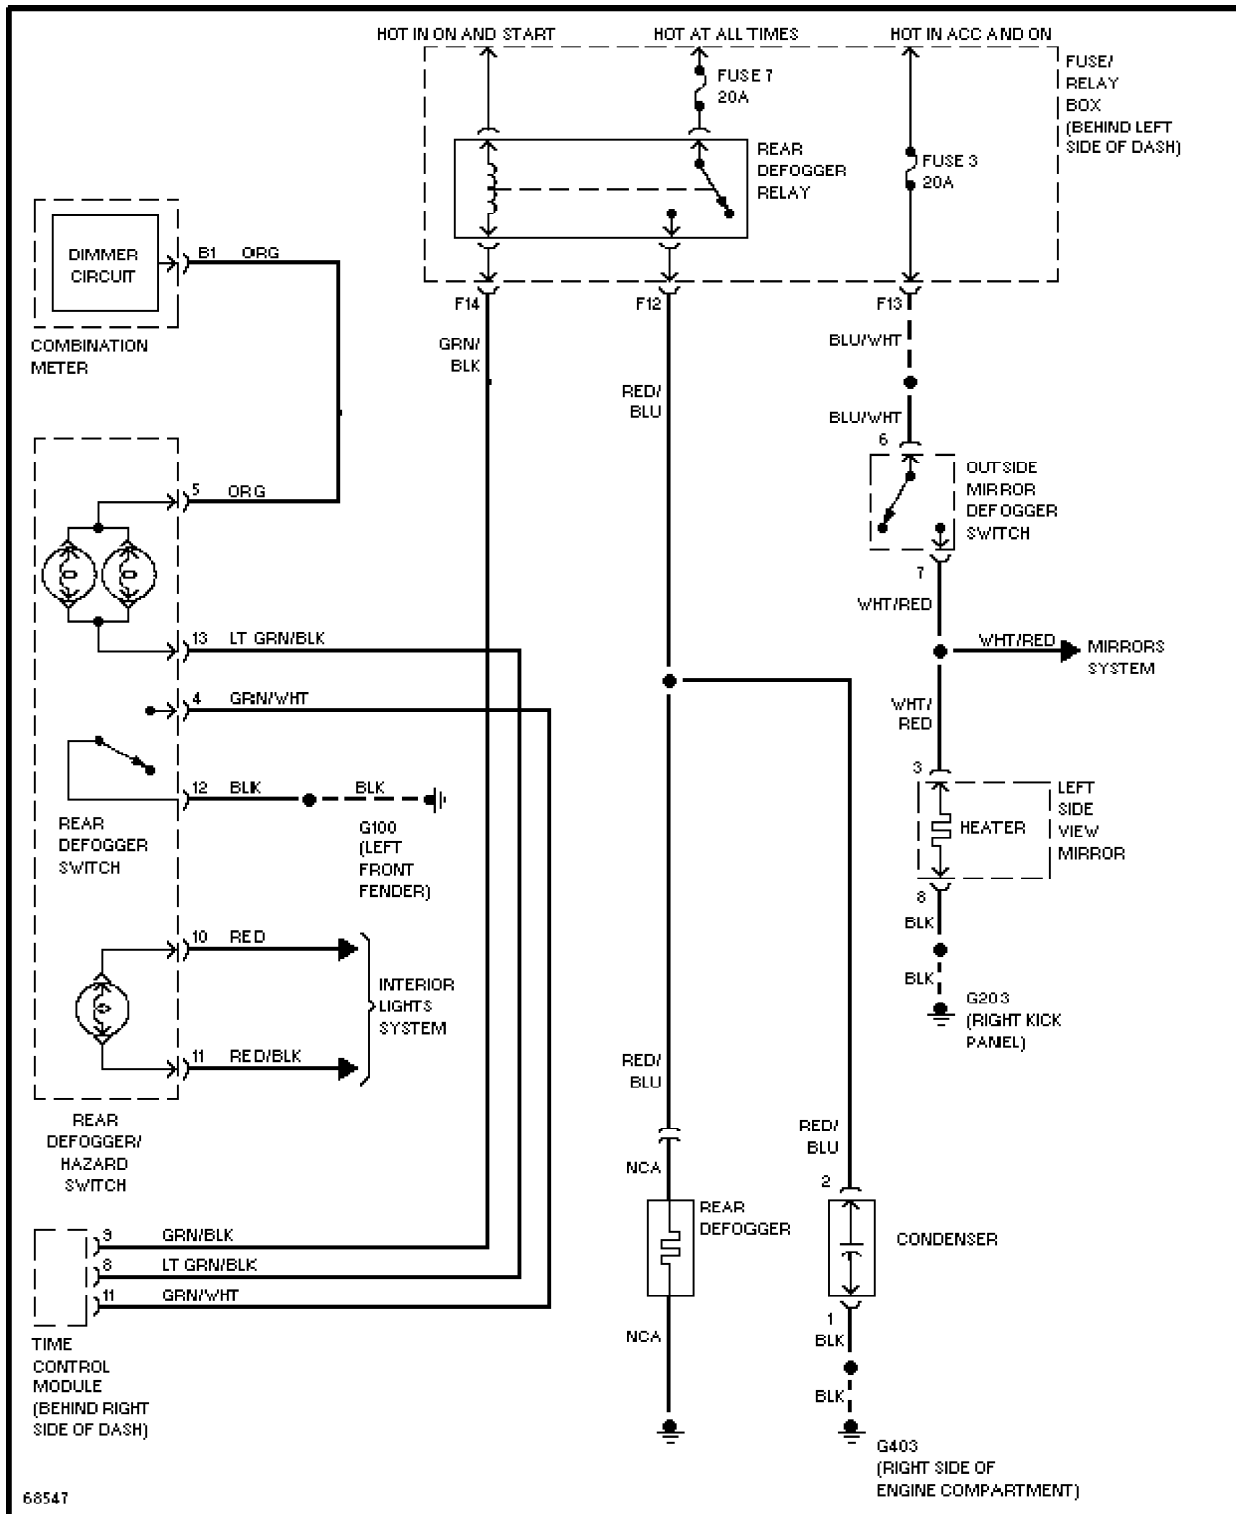 HOT IN ON AND START
HOT AT ALL TIMES
HOT IN ACC AND ON
FUSE 7
20A
FUSE/
RELAY
BOX
(BEHIND LEFT
SIDE OF DASH)
REAR
DEFOGGER
RELAY
FUSE 3
20A
DIMMER
CIRCUIT
B1
ORG
COMBINATION
METER
F14
F12
F13
GRN/
BLK
RED/
BLU
BLU/WHT
BLU/WHT
6
OUTSIDE
MIRROR
DEFOGGER
SWITCH
7
5
ORG
WHT/RED
13
LT GRN/BLK
WHT/RED
MIRRORS
SYSTEM
4
GRN/WHT
WHT/
RED
12
BLK
BLK
3
LEFT
SIDE
VIEW
MIRROR
HEATER
REAR
DEFOGGER
SWITCH
G100
(LEFT
FRONT
FENDER)
8
BLK
10
RED
BLK
INTERIOR
LIGHTS
SYSTEM
G203
(RIGHT KICK
PANEL)
11
RED/BLK
RED/
BLU
REAR
DEFOGGER/
HAZARD
SWITCH
RED/
BLU
NCA
2
REAR
DEFOGGER
CONDENSER
9
GRN/BLK
8
LT GRN/BLK
11
GRN/WHT
TIME
CONTROL
MODULE
(BEHIND RIGHT
SIDE OF DASH)
NCA
1
BLK
BLK
G403
(RIGHT SIDE OF
ENGINE COMPARTMENT)
68547